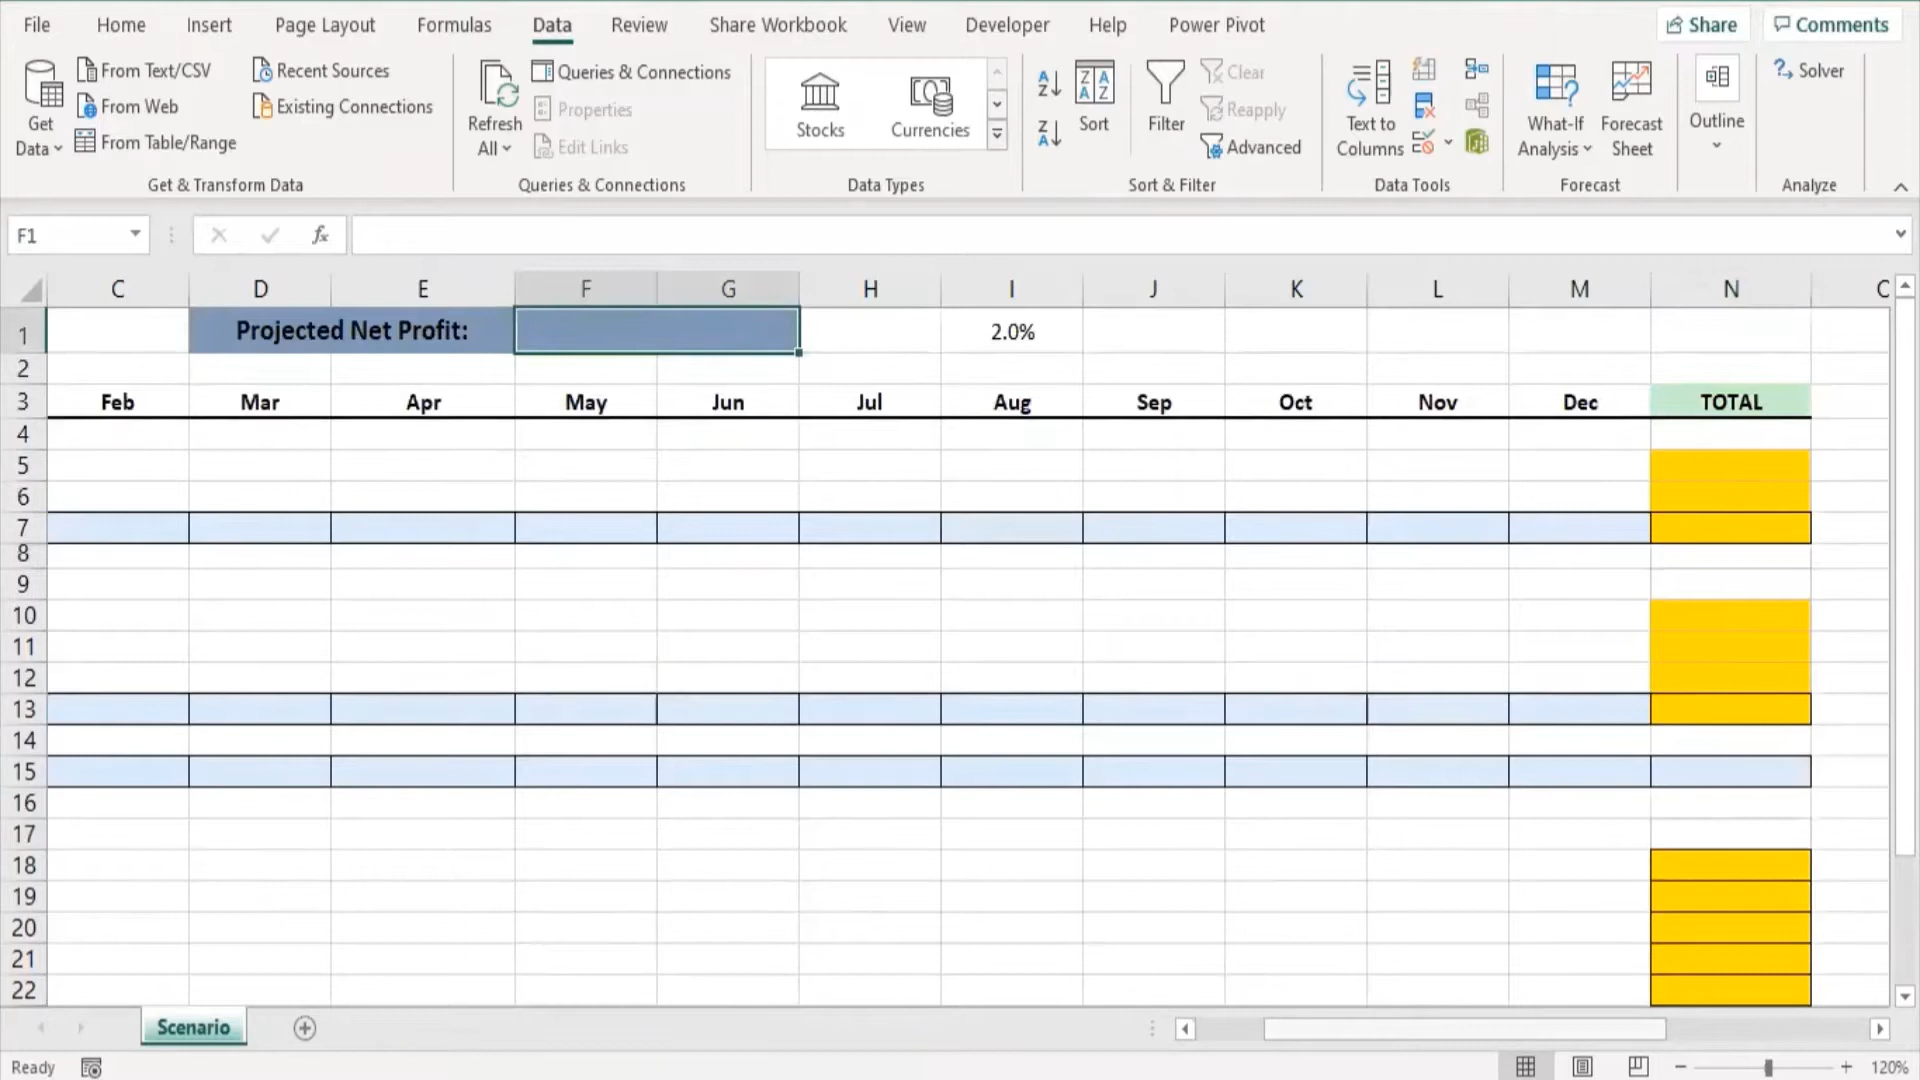 File Home Insert Page Layout Formulas Data Review Share Workbook View Developer Help Power Pivot Share Comments
Get Data
From Text/CSV
From Web
From Table/Range
Recent Sources
Existing Connections
Get & Transform Data
Refresh All
Queries & Connections
Properties
Edit Links
Queries & Connections
Stocks
Currencies
Data Types
Sort
Filter
Clear
Reapply
Advanced
Sort & Filter
Text to Columns
Data Tools
What-If Analysis
Forecast Sheet
Forecast
Outline
Solver
Analyze
F1
fx
C D E F G H I J K L M N
1 Projected Net Profit: 2.0%
2
3 Feb Mar Apr May Jun Jul Aug Sep Oct Nov Dec TOTAL
4
5
6
7
8
9
10
11
12
13
14
15
16
17
18
19
20
21
22
Scenario
Ready
120%